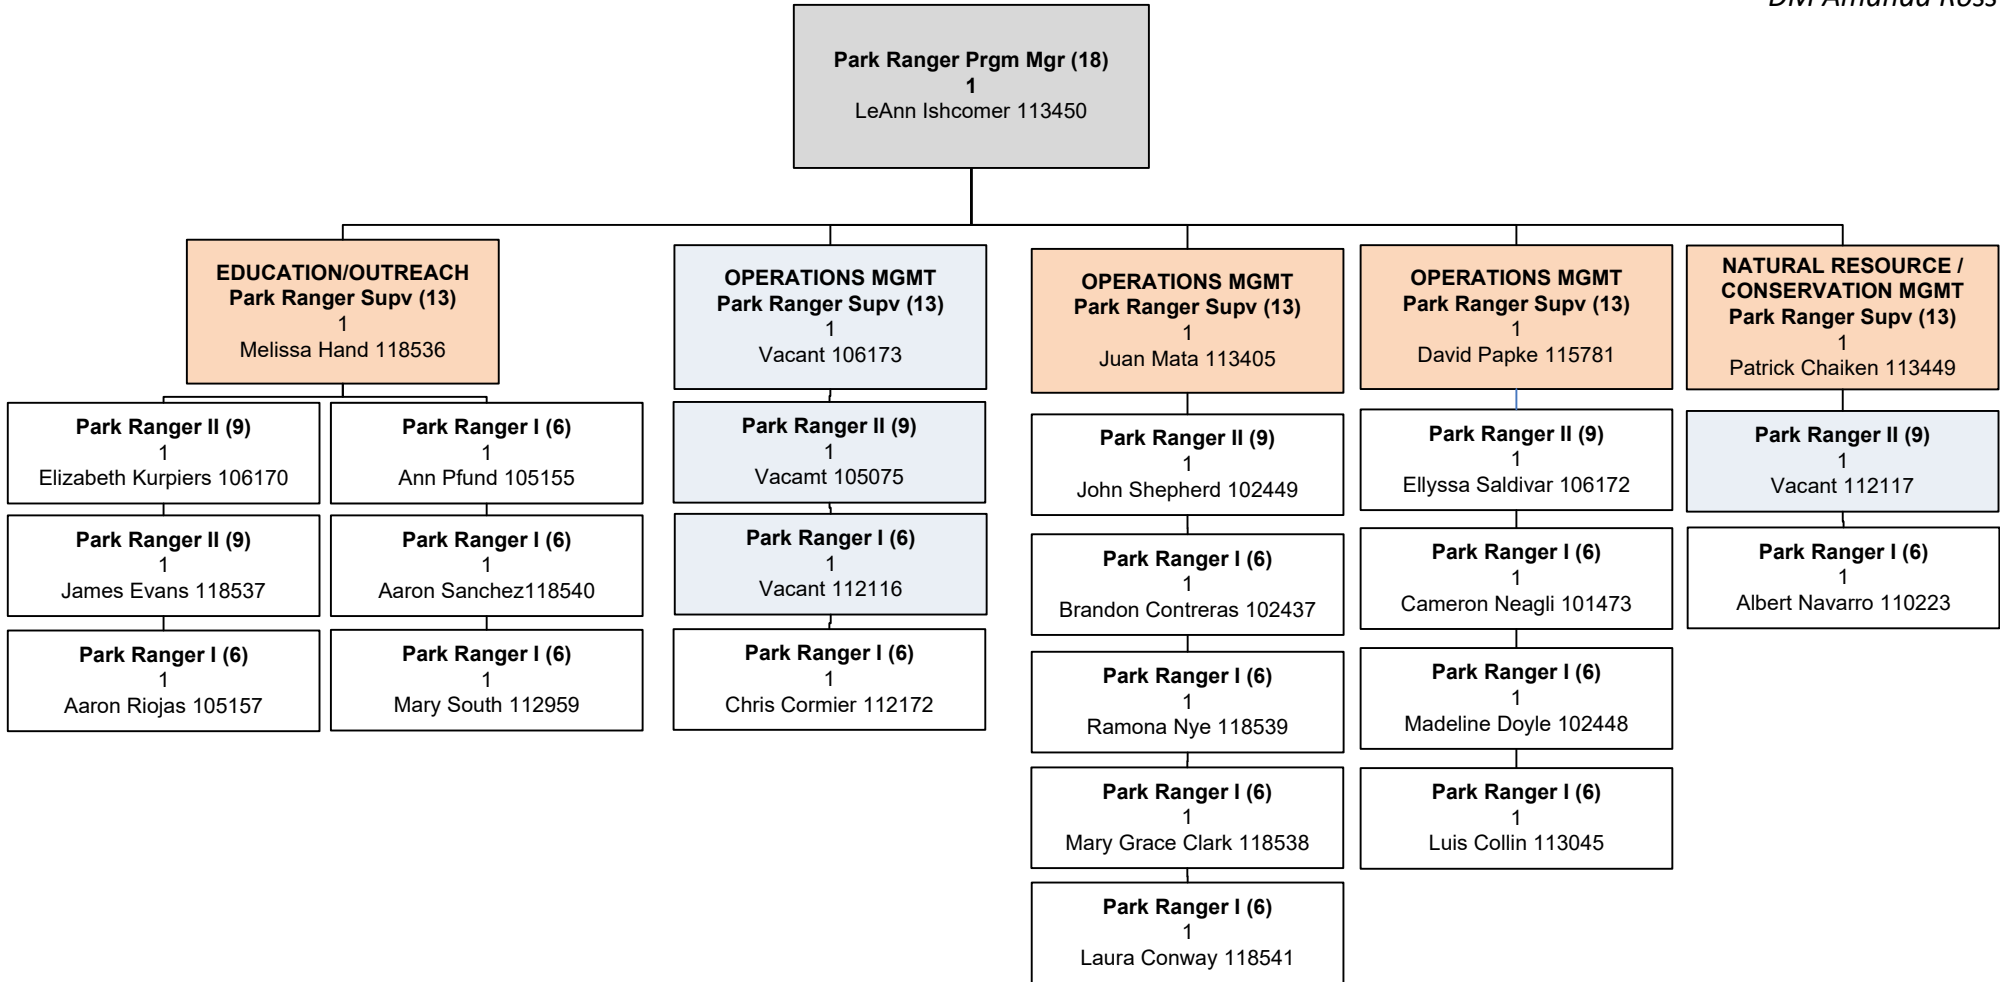 DM Amanda Ross
Park Ranger Prgm Mgr (18)
1
LeAnn Ishcomer 113450
EDUCATION/OUTREACH
Park Ranger Supv (13)
1
Melissa Hand 118536
Park Ranger II (9)
1
Elizabeth Kurpiers 106170
Park Ranger II (9)
1
James Evans 118537
Park Ranger I (6)
1
Aaron Riojas 105157
Park Ranger I (6)
1
Ann Pfund 105155
Park Ranger I (6)
1
Aaron Sanchez118540
Park Ranger I (6)
1
Mary South 112959
OPERATIONS MGMT
Park Ranger Supv (13)
1
Vacant 106173
Park Ranger II (9)
1
Vacamt 105075
Park Ranger I (6)
1
Vacant 112116
Park Ranger I (6)
1
Chris Cormier 112172
OPERATIONS MGMT
Park Ranger Supv (13)
1
Juan Mata 113405
Park Ranger II (9)
1
John Shepherd 102449
Park Ranger I (6)
1
Brandon Contreras 102437
Park Ranger I (6)
1
Ramona Nye 118539
Park Ranger I (6)
1
Mary Grace Clark 118538
Park Ranger I (6)
1
Laura Conway 118541
OPERATIONS MGMT
Park Ranger Supv (13)
1
David Papke 115781
Park Ranger II (9)
1
Ellyssa Saldivar 106172
Park Ranger I (6)
1
Cameron Neagli 101473
Park Ranger I (6)
1
Madeline Doyle 102448
Park Ranger I (6)
1
Luis Collin 113045
NATURAL RESOURCE /
CONSERVATION MGMT
Park Ranger Supv (13)
1
Patrick Chaiken 113449
Park Ranger II (9)
1
Vacant 112117
Park Ranger I (6)
1
Albert Navarro 110223